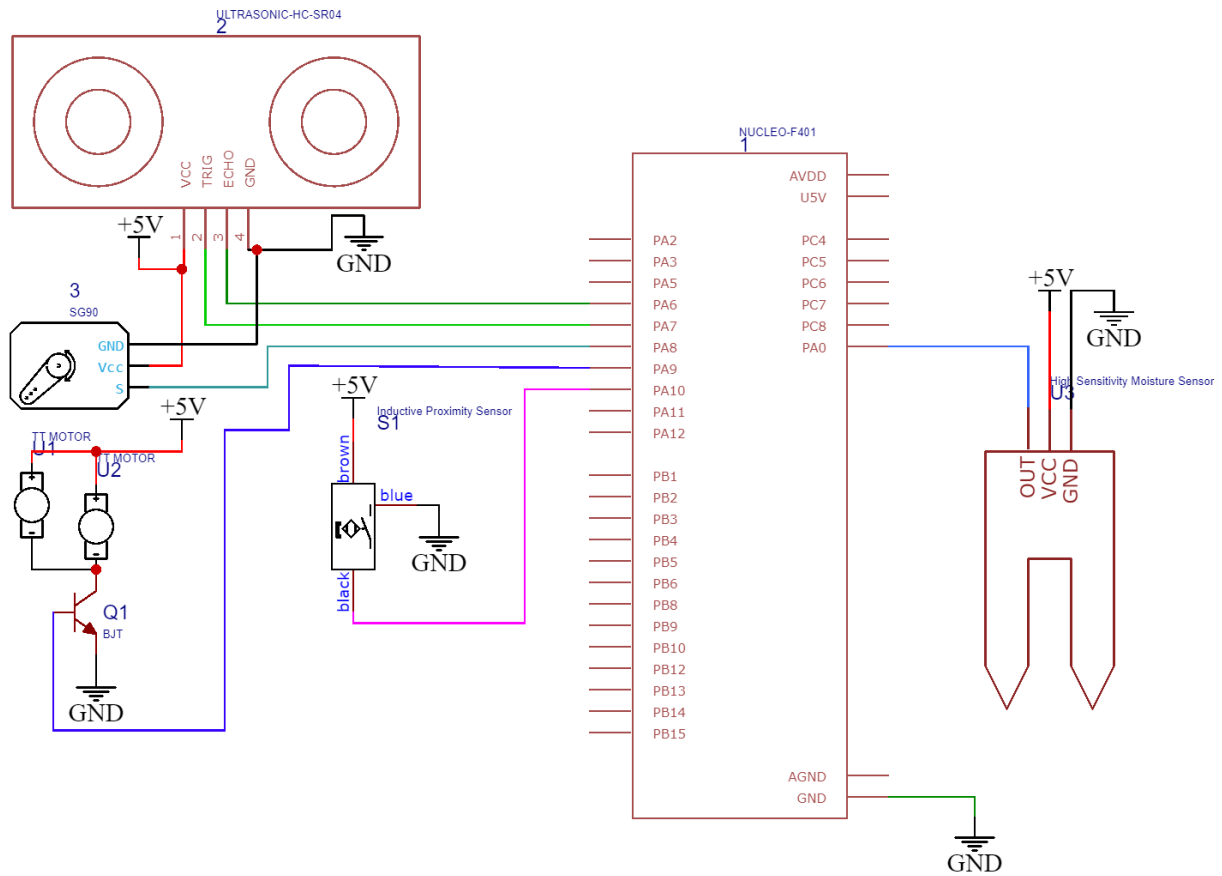 ULTRASONIC-HC-SR04
2
VCC
TRIG
ECHO
GND
1
2
3
4
+5V
GND
3
SG90
GND
Vcc
S
+5V
TT MOTOR
U1
TT MOTOR
U2
Q1
BJT
GND
+5V
Inductive Proximity Sensor
S1
brown
blue
GND
black
NUCLEO-F401
1
AVDD
U5V
PA2
PC4
PA3
PC5
PA5
PC6
PA6
PC7
PA7
PC8
PA8
PA0
PA9
PA10
PA11
PA12
PB1
PB2
PB3
PB4
PB5
PB6
PB8
PB9
PB10
PB12
PB13
PB14
PB15
AGND
GND
GND
+5V
GND
High Sensitivity Moisture Sensor
U3
OUT
VCC
GND